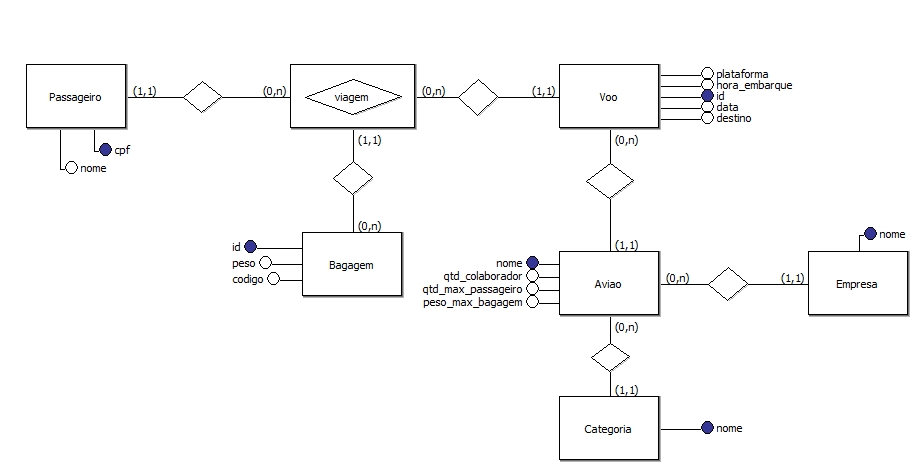 Passageiro
(1,1)
(0,n)
viagem
(0,n)
(1,1)
Voo
plataforma
hora_embarque
id
data
destino
cpf
nome
(1,1)
(0,n)
id
peso
codigo
Bagagem
(0,n)
(1,1)
nome
qtd_colaborador
qtd_max_passageiro
peso_max_bagagem
Aviao
(0,n)
(1,1)
Empresa
nome
(0,n)
(1,1)
Categoria
nome